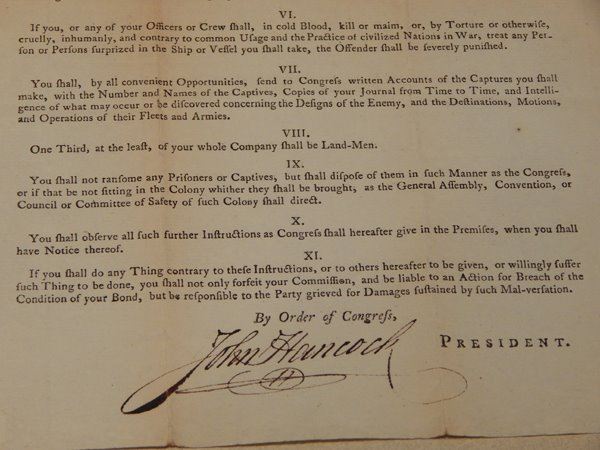 VI.
If you, or any of your Officers or Crew ſhall, in cold Blood, kill or maim, or, by Torture or otherwiſe,
cruelly, inhumanly, and contrary to common Uſage and the Practice of civilized Nations in War, treat any Per-
ſon or Perſons ſurprized in the Ship or Veſſel you ſhall take, the Offender ſhall be ſeverely puniſhed.
VII.
You ſhall, by all convenient Opportunities, ſend to Congreſs written Accounts of the Captures you ſhall
make, with the Number and Names of the Captives, Copies of your Journal from Time to Time, and Intelli-
gence of what may occur or be diſcovered concerning the Deſigns of the Enemy, and the Deſtinations, Motions,
and Operations of their Fleets and Armies.
VIII.
One Third, at the leaſt, of your whole Company ſhall be Land-Men.
IX.
You ſhall not ranſome any Priſoners or Captives, but ſhall diſpoſe of them in ſuch Manner as the Congreſs,
or if that be not ſitting in the Colony whither they ſhall be brought, as the General Aſſembly, Convention, or
Council or Committee of Safety of ſuch Colony ſhall direct.
X.
You ſhall obſerve all ſuch further Inſtructions as Congreſs ſhall hereafter give in the Premiſes, when you ſhall
have Notice thereof.
XI.
If you ſhall do any Thing contrary to theſe Inſtructions, or to others hereafter to be given, or willingly ſuffer
ſuch Thing to be done, you ſhall not only forfeit your Commiſſion, and be liable to an Action for Breach of the
Condition of your Bond, but be reſponſible to the Party grieved for Damages ſuſtained by ſuch Mal-verſation.
By Order of Congreſs,
John Hancock
PRESIDENT.